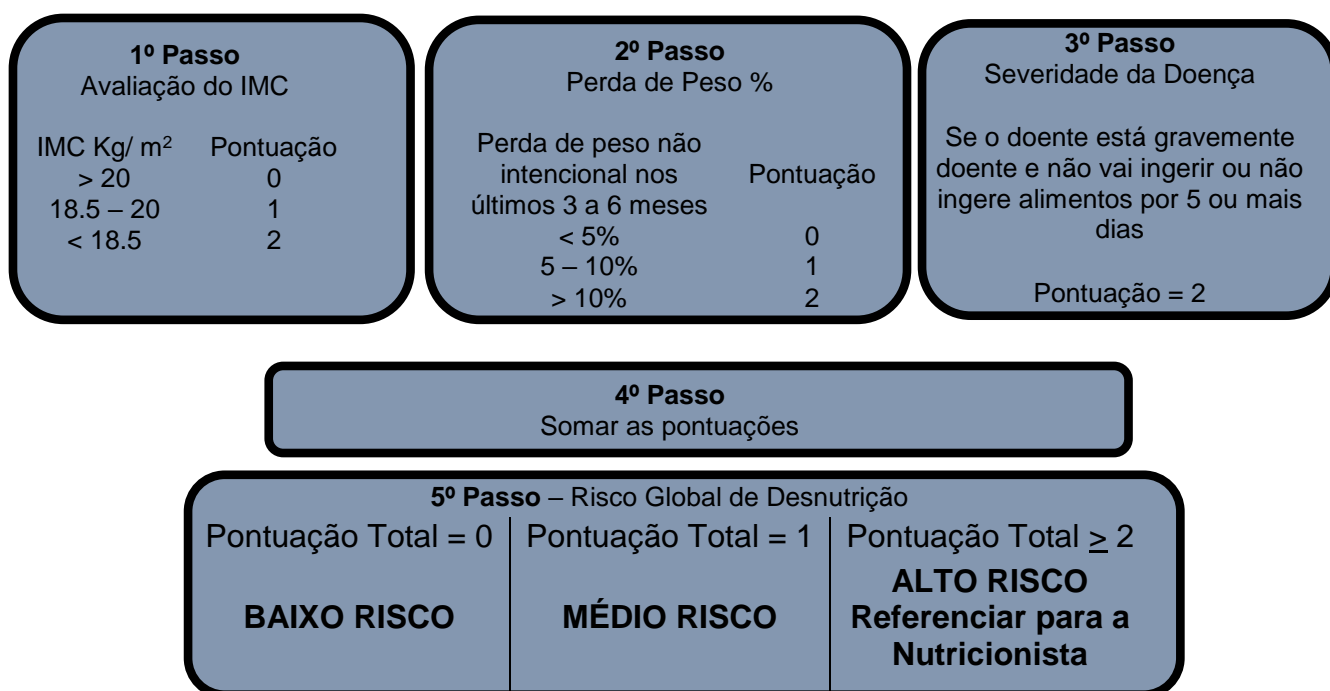 1º Passo
Avaliação do IMC
IMC Kg/ m² Pontuação
> 20 0
18.5 – 20 1
< 18.5 2
2º Passo
Perda de Peso %
Perda de peso não
intencional nos Pontuação
últimos 3 a 6 meses
< 5% 0
5 – 10% 1
> 10% 2
3º Passo
Severidade da Doença
Se o doente está gravemente
doente e não vai ingerir ou não
ingere alimentos por 5 ou mais
dias
Pontuação = 2
4º Passo
Somar as pontuações
5º Passo – Risco Global de Desnutrição
Pontuação Total = 0
BAIXO RISCO
Pontuação Total = 1
MÉDIO RISCO
Pontuação Total ≥ 2
ALTO RISCO
Referenciar para a
Nutricionista